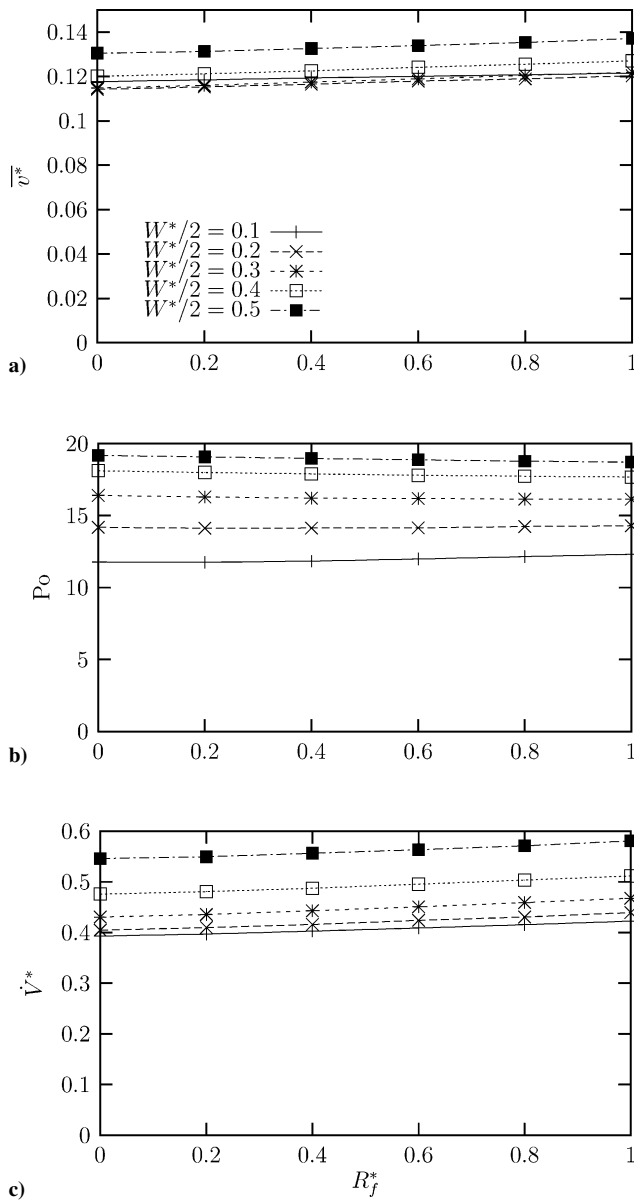 0.14
0.12
0.1
0.08
0.06
0.04
0.02
0
v*
W*/2 = 0.1
W*/2 = 0.2
W*/2 = 0.3
W*/2 = 0.4
W*/2 = 0.5
0 0.2 0.4 0.6 0.8 1
a)
20
15
10
5
0
Po
0 0.2 0.4 0.6 0.8 1
b)
0.6
0.5
0.4
0.3
0.2
0.1
0
V̇*
0 0.2 0.4 0.6 0.8 1
R*f
c)